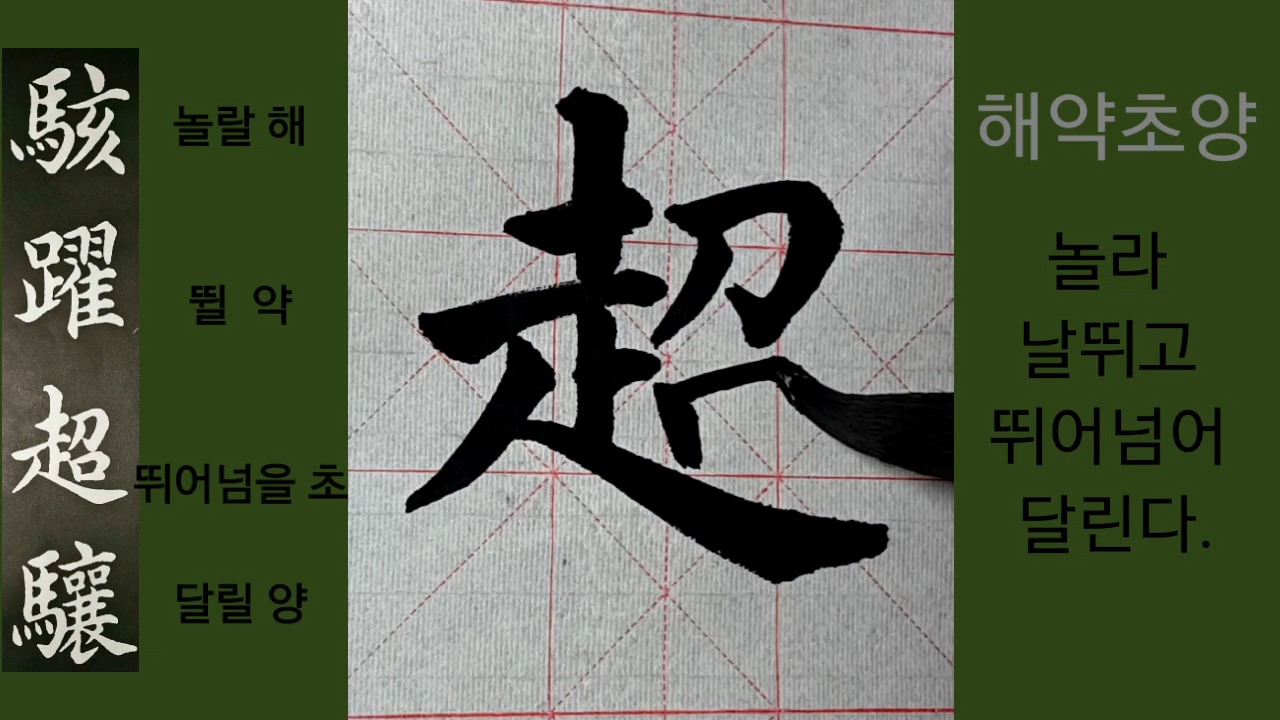 駭
躍
超
驤
놀랄 해
뛸 약
뛰어넘을 초
달릴 양
超
해약초양
놀라
날뛰고
뛰어넘어
달린다.